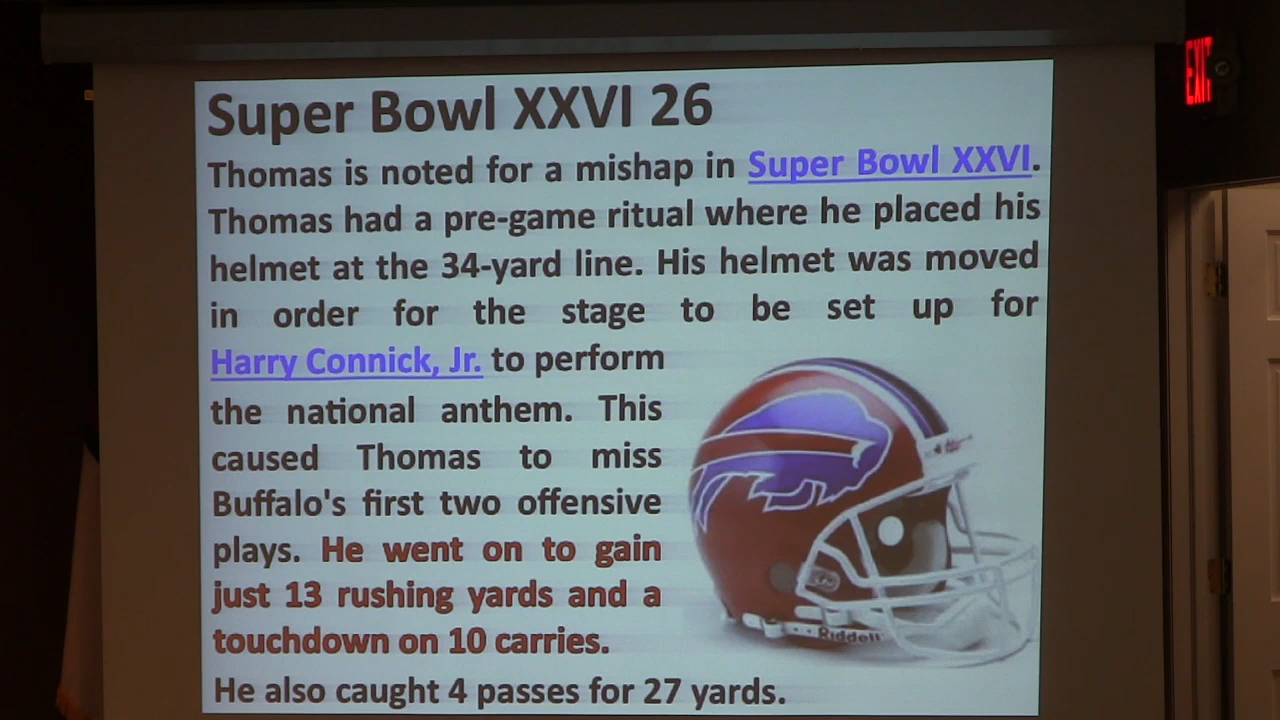 Super Bowl XXVI 26
Thomas is noted for a mishap in Super Bowl XXVI.
Thomas had a pre-game ritual where he placed his
helmet at the 34-yard line. His helmet was moved
in order for the stage to be set up for
Harry Connick, Jr. to perform
the national anthem. This
caused Thomas to miss
Buffalo's first two offensive
plays. He went on to gain
just 13 rushing yards and a
touchdown on 10 carries.
He also caught 4 passes for 27 yards.
Riddell
EXIT